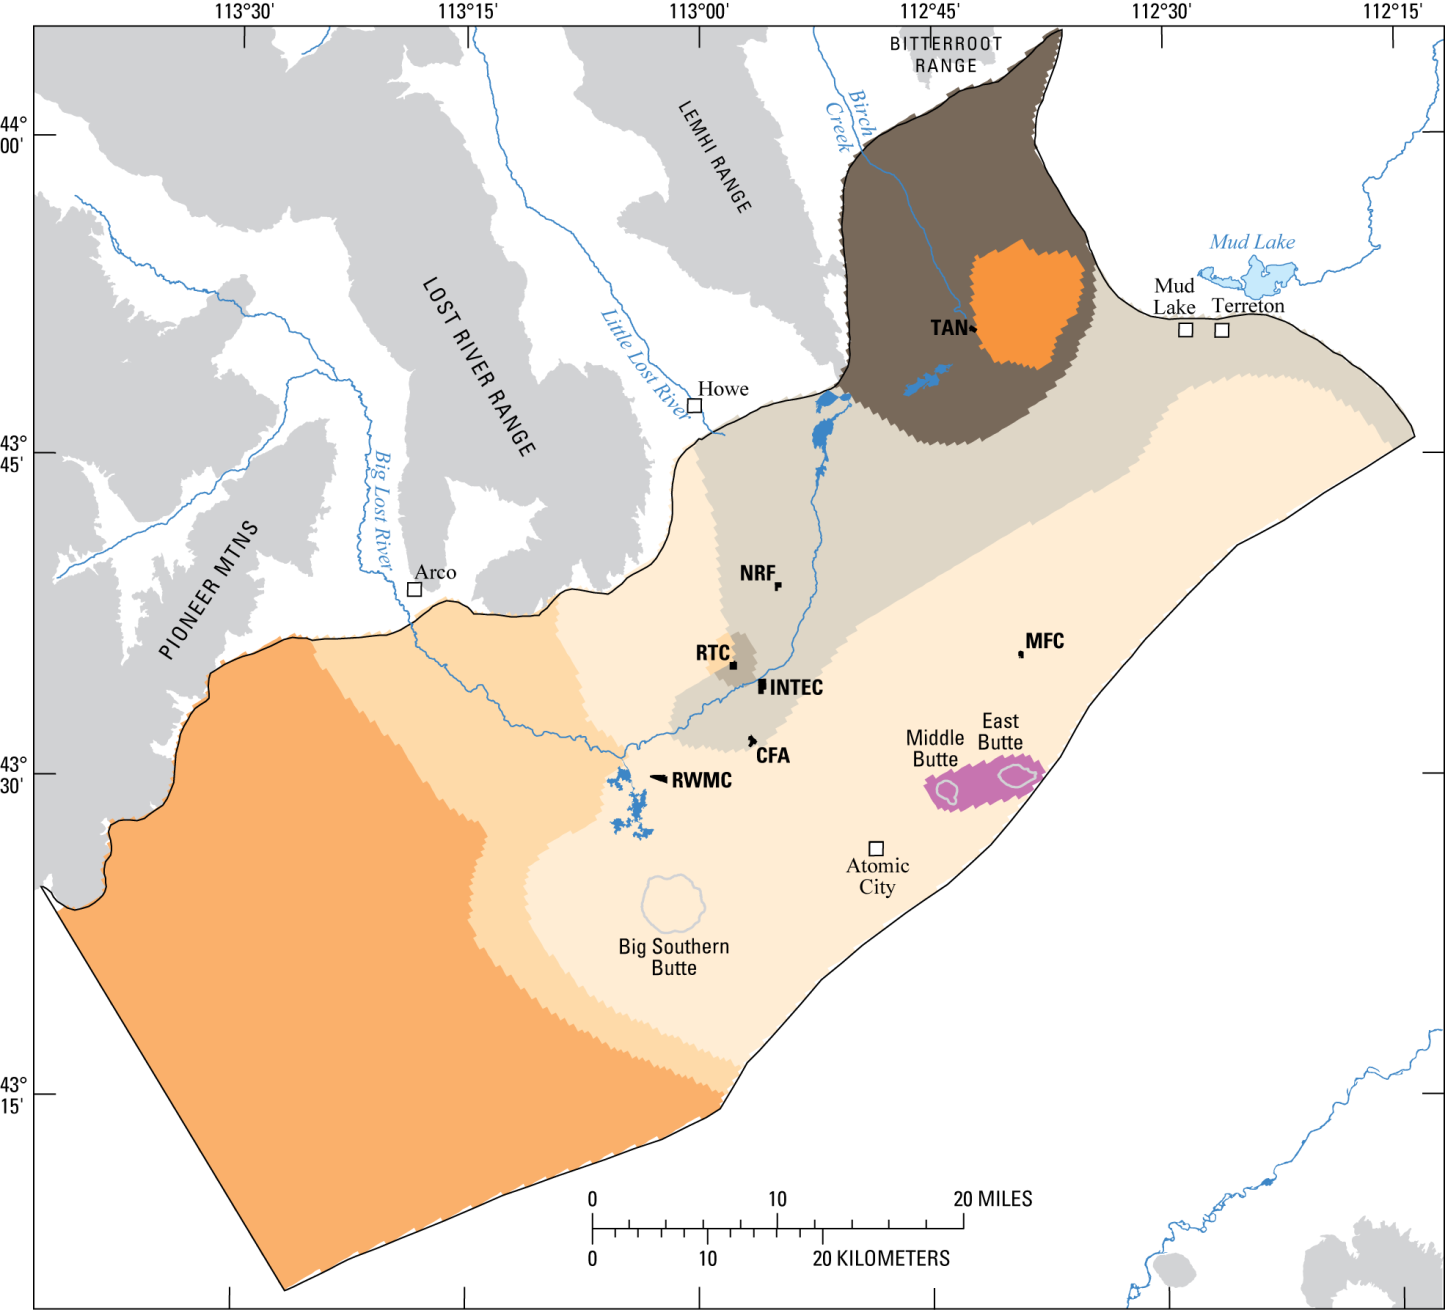 113°30'
113°15'
113°00'
112°45'
112°30'
112°15'
BITTERROOT
RANGE
Birch
Creek
LEMHI RANGE
44°
00'
Mud Lake
Mud
Lake
Terreton
LOST RIVER RANGE
Little Lost River
TAN
Howe
43°
45'
Big Lost River
PIONEER MTNS
Arco
NRF
RTC
MFC
INTEC
CFA
East
Butte
Middle
Butte
43°
30'
RWMC
Atomic
City
Big Southern
Butte
43°
15'
0 10 20 MILES
0 10 20 KILOMETERS